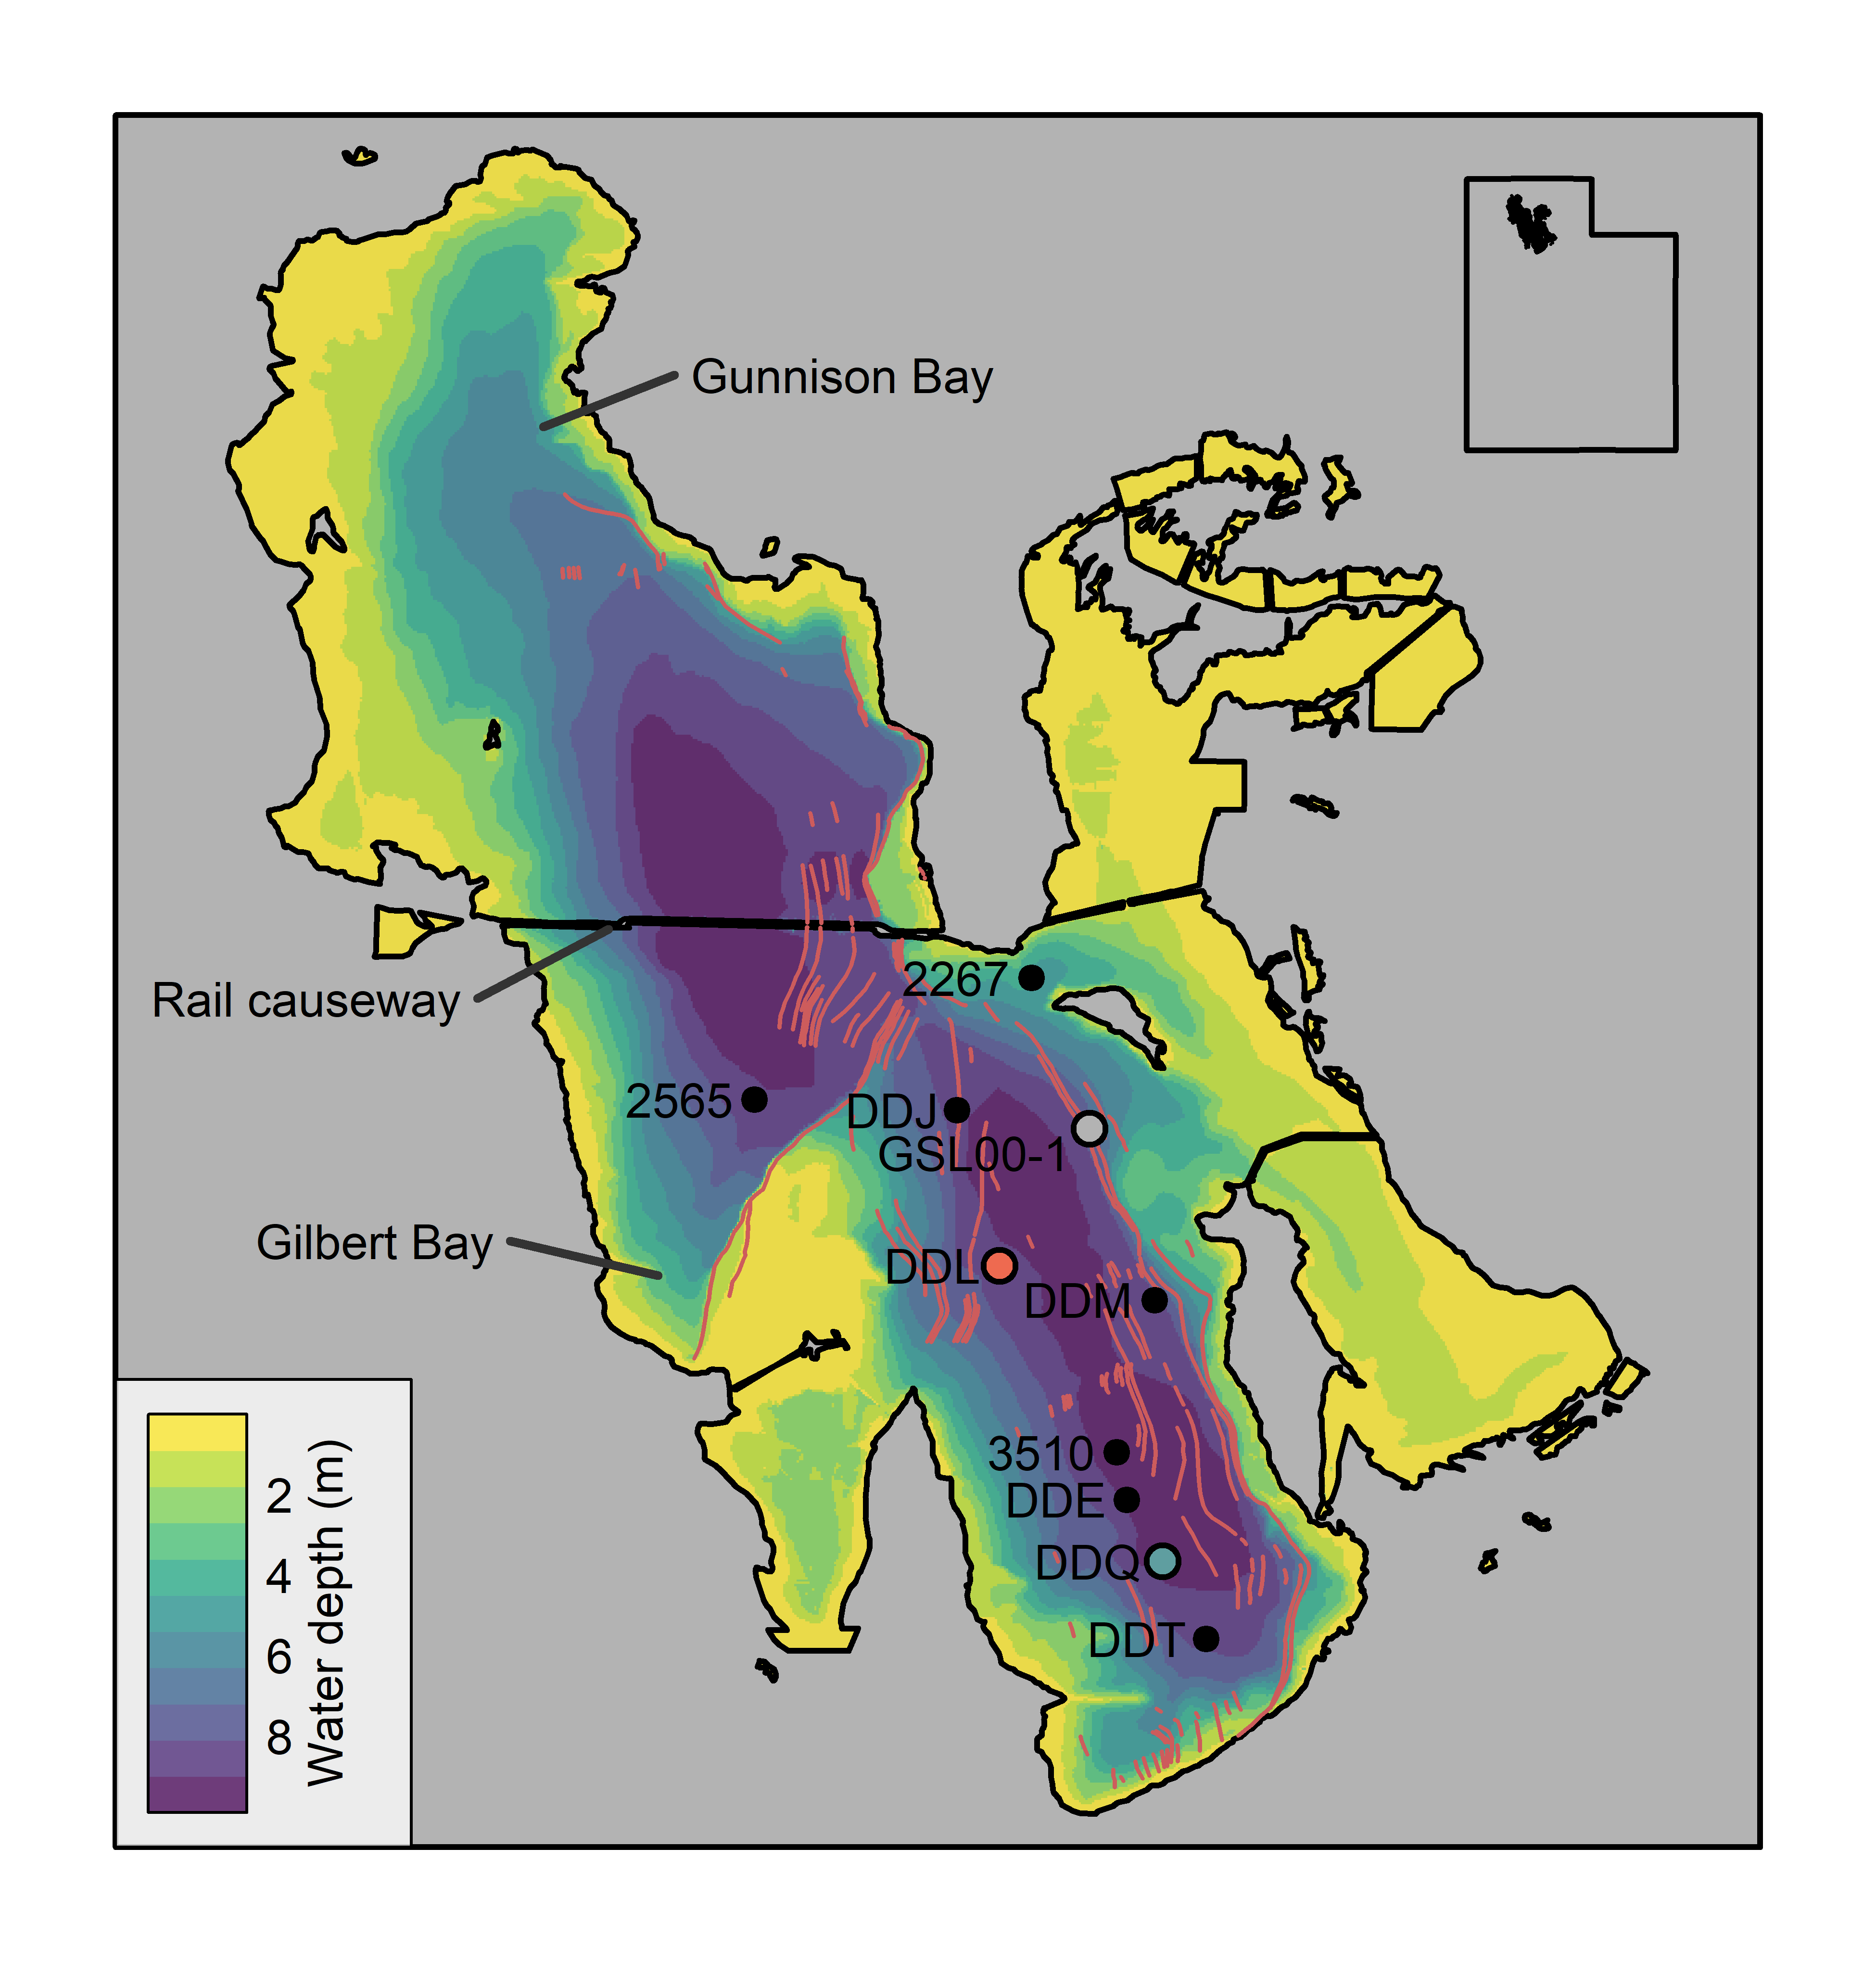 Gunnison Bay
2267
Rail causeway
2565
DDJ
GSL00-1
Gilbert Bay
DDL
DDM
3510
DDE
DDQ
DDT
2
4
6
8
Water depth (m)